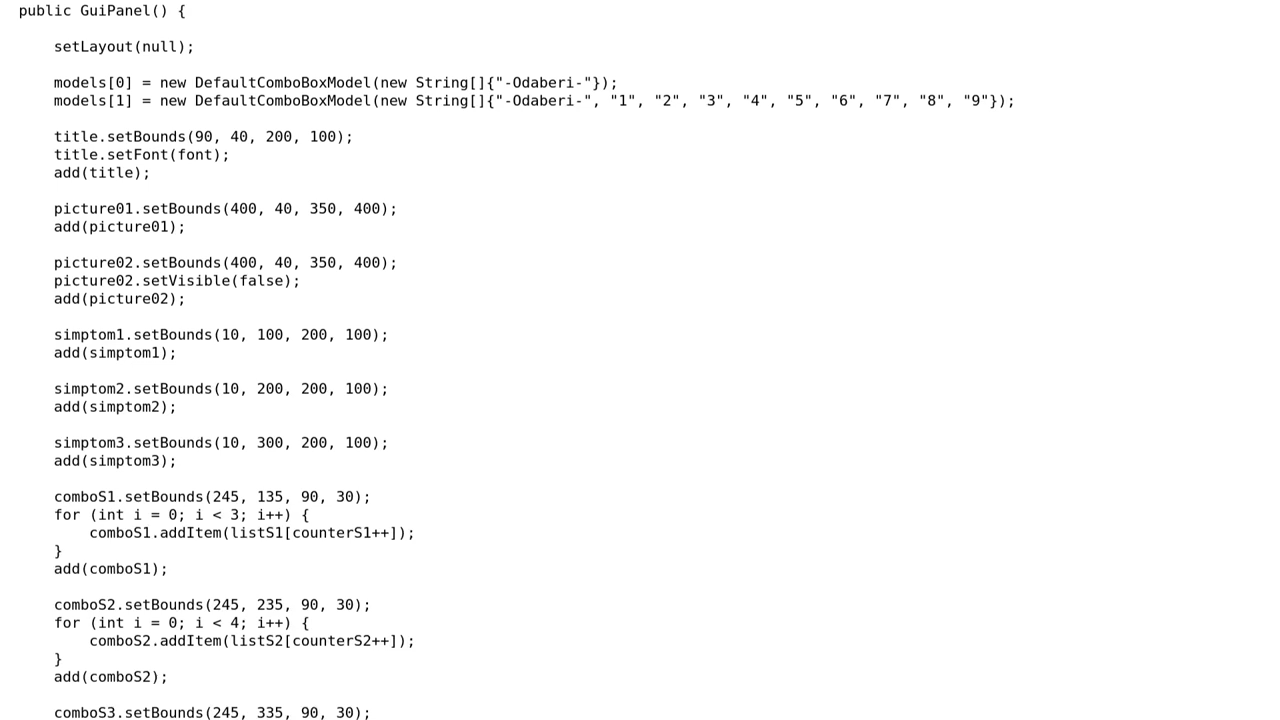 public GuiPanel() {
setLayout(null);
models[0] = new DefaultComboBoxModel(new String[]{"-Odaberi-"});
models[1] = new DefaultComboBoxModel(new String[]{"-Odaberi-", "1", "2", "3", "4", "5", "6", "7", "8", "9"});
title.setBounds(90, 40, 200, 100);
title.setFont(font);
add(title);
picture01.setBounds(400, 40, 350, 400);
add(picture01);
picture02.setBounds(400, 40, 350, 400);
picture02.setVisible(false);
add(picture02);
simptom1.setBounds(10, 100, 200, 100);
add(simptom1);
simptom2.setBounds(10, 200, 200, 100);
add(simptom2);
simptom3.setBounds(10, 300, 200, 100);
add(simptom3);
comboS1.setBounds(245, 135, 90, 30);
for (int i = 0; i < 3; i++) {
comboS1.addItem(listS1[counterS1++]);
}
add(comboS1);
comboS2.setBounds(245, 235, 90, 30);
for (int i = 0; i < 4; i++) {
comboS2.addItem(listS2[counterS2++]);
}
add(comboS2);
comboS3.setBounds(245, 335, 90, 30);